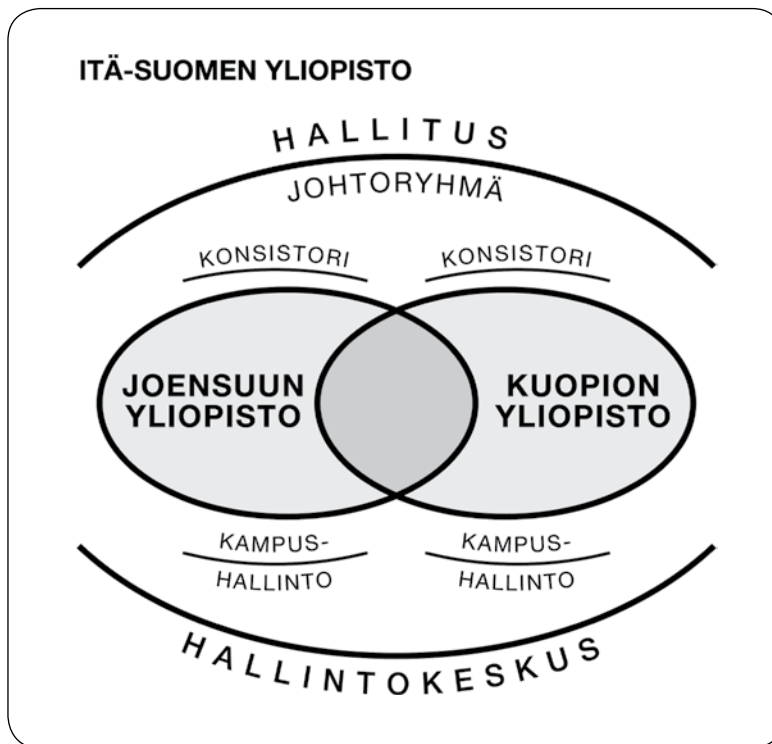 ITÄ-SUOMEN YLIOPISTO
HALLITUS
JOHTORYHMÄ
KONSISTORI
KONSISTORI
JOENSUUN
YLIOPISTO
KUOPION
YLIOPISTO
KAMPUS-
HALLINTO
KAMPUS-
HALLINTO
HALLINTOKESKUS